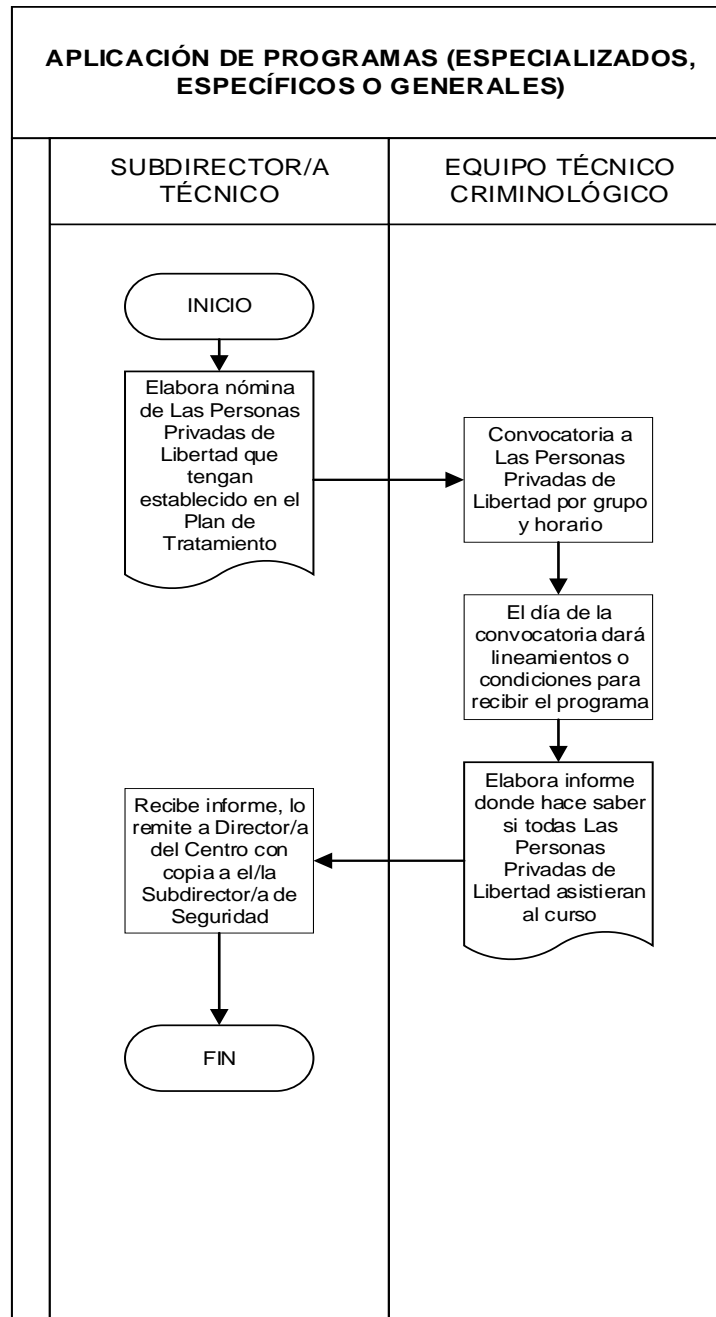 APLICACIÓN DE PROGRAMAS (ESPECIALIZADOS,
ESPECÍFICOS O GENERALES)
SUBDIRECTOR/A
TÉCNICO
EQUIPO TÉCNICO
CRIMINOLÓGICO
INICIO
Elabora nómina
de Las Personas
Privadas de
Libertad que
tengan
establecido en el
Plan de
Tratamiento
Convocatoria a
Las Personas
Privadas de
Libertad por grupo
y horario
El día de la
convocatoria dará
lineamientos o
condiciones para
recibir el programa
Elabora informe
donde hace saber
si todas Las
Personas
Privadas de
Libertad asistieran
al curso
Recibe informe, lo
remite a Director/a
del Centro con
copia a el/la
Subdirector/a de
Seguridad
FIN